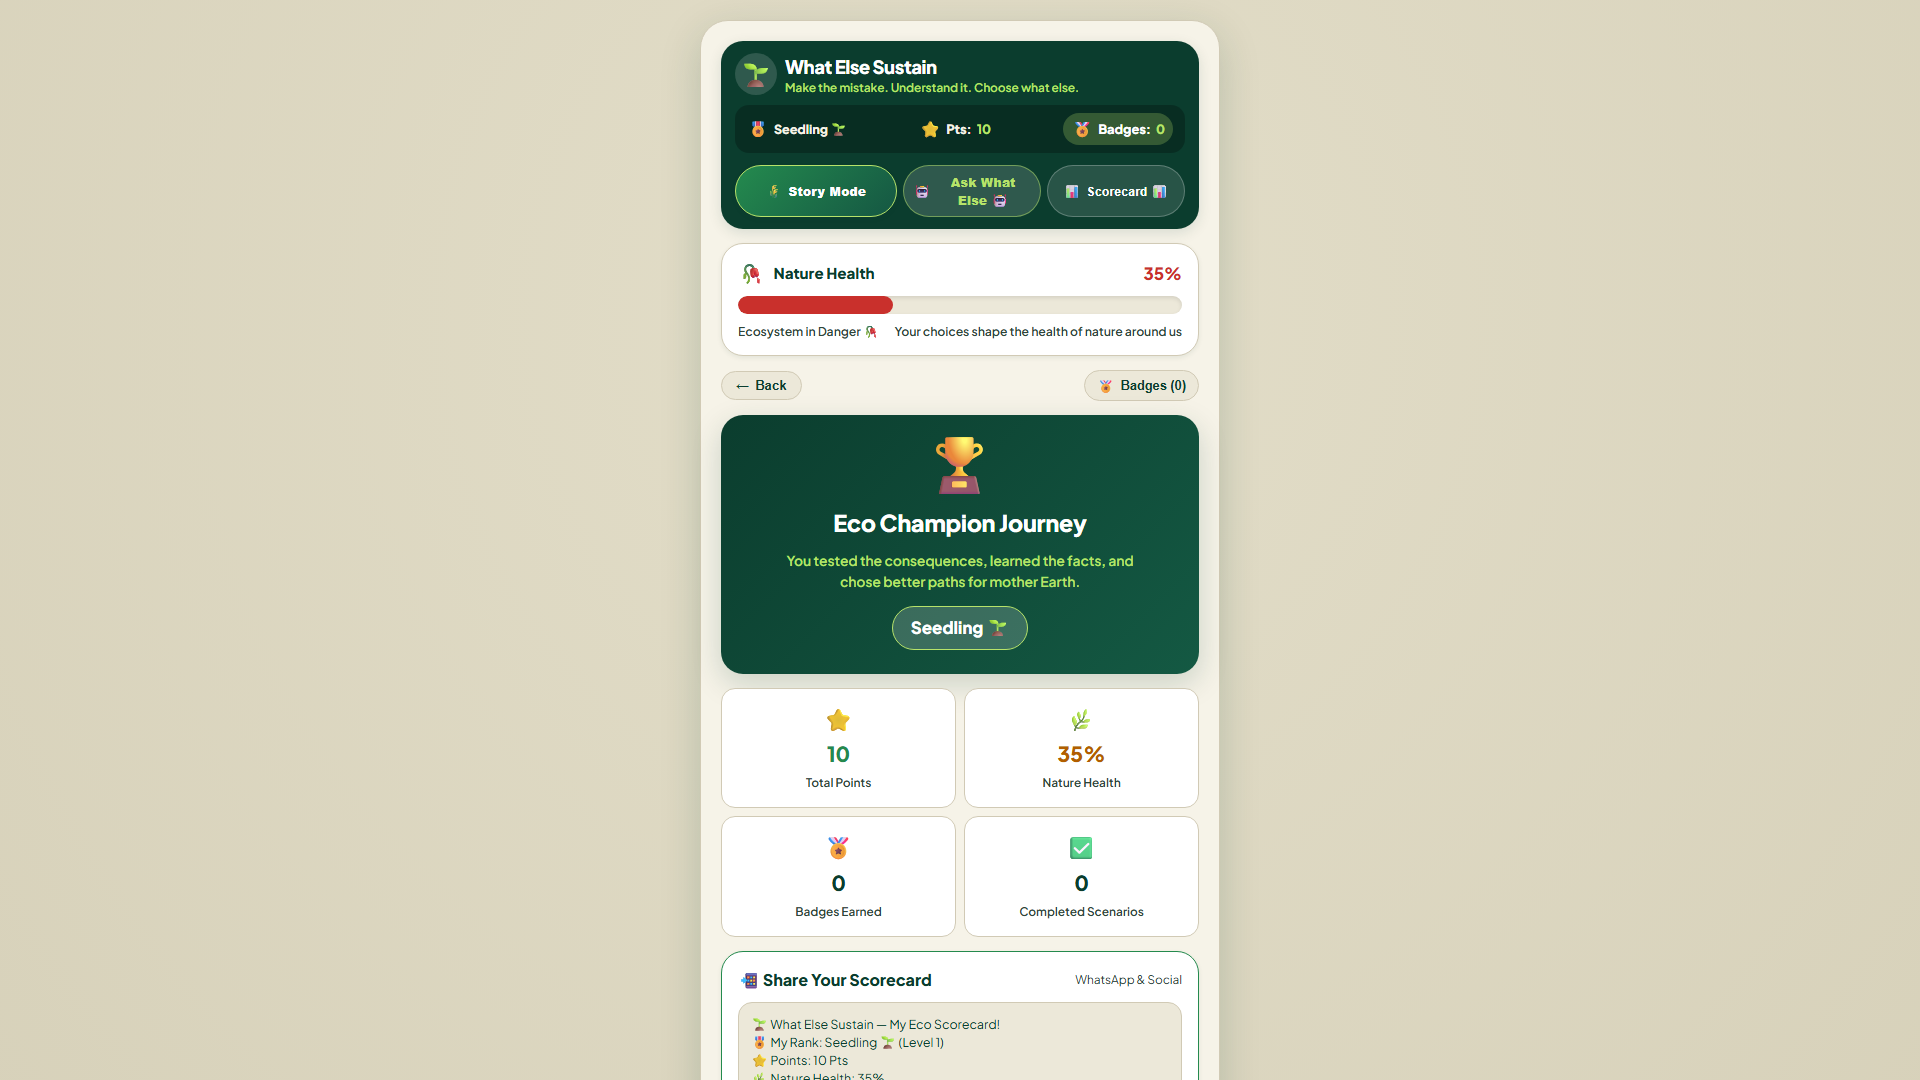 What Else Sustain
Make the mistake. Understand it. Choose what else.
Seedling
Pts: 10
Badges: 0
Story Mode
Ask What
Else
Scorecard
Nature Health
35%
Ecosystem in Danger
Your choices shape the health of nature around us
← Back
Badges (0)
Eco Champion Journey
You tested the consequences, learned the facts, and
chose better paths for mother Earth.
Seedling
10
Total Points
35%
Nature Health
0
Badges Earned
0
Completed Scenarios
Share Your Scorecard
WhatsApp & Social
What Else Sustain — My Eco Scorecard!
My Rank: Seedling (Level 1)
Points: 10 Pts
Nature Health: 35%